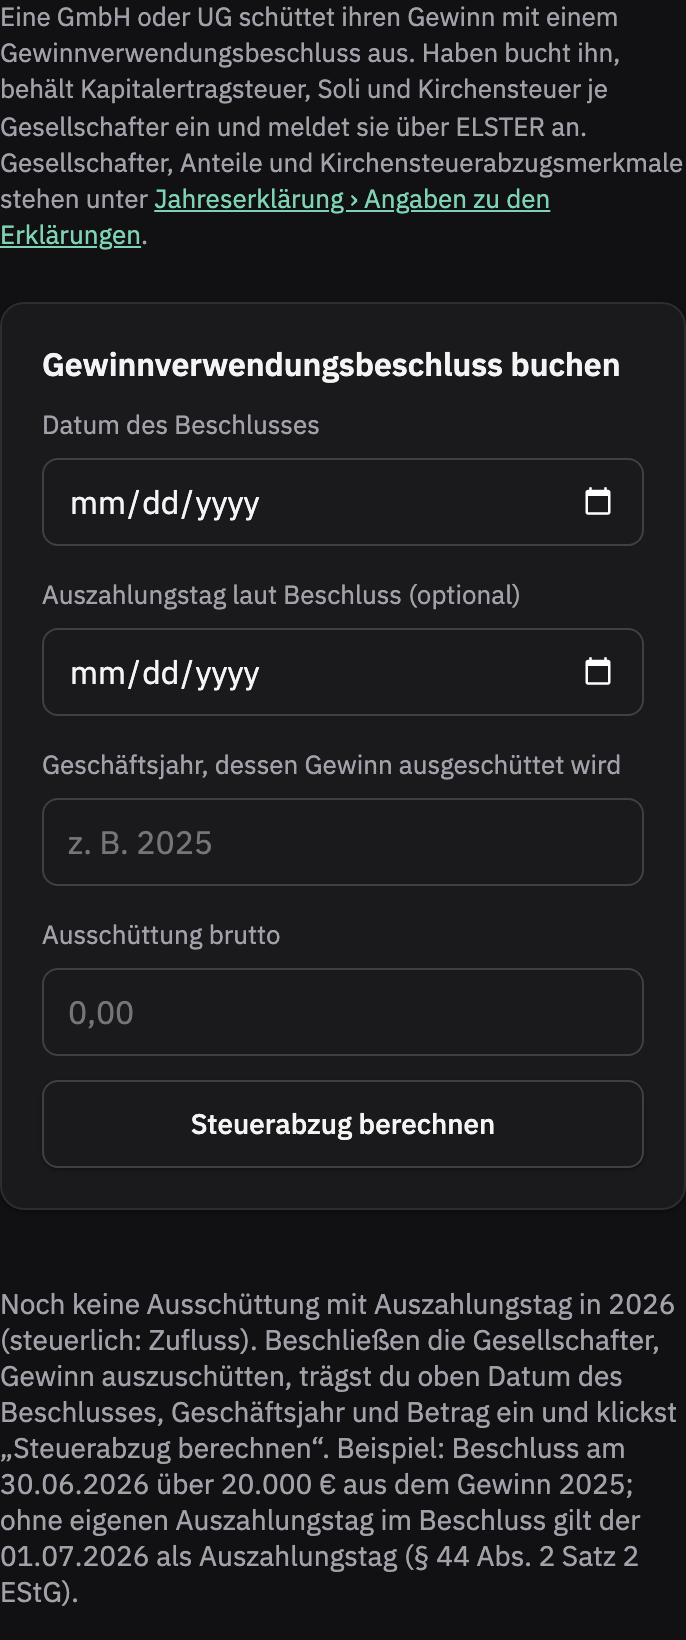 Eine GmbH oder UG schüttet ihren Gewinn mit einem
Gewinnverwendungsbeschluss aus. Haben bucht ihn,
behält Kapitalertragsteuer, Soli und Kirchensteuer je
Gesellschafter ein und meldet sie über ELSTER an.
Gesellschafter, Anteile und Kirchensteuerabzugsmerkmale
stehen unter Jahreserklärung › Angaben zu den
Erklärungen.
Gewinnverwendungsbeschluss buchen
Datum des Beschlusses
mm/dd/yyyy
Auszahlungstag laut Beschluss (optional)
mm/dd/yyyy
Geschäftsjahr, dessen Gewinn ausgeschüttet wird
z. B. 2025
Ausschüttung brutto
0,00
Steuerabzug berechnen
Noch keine Ausschüttung mit Auszahlungstag in 2026
(steuerlich: Zufluss). Beschließen die Gesellschafter,
Gewinn auszuschütten, trägst du oben Datum des
Beschlusses, Geschäftsjahr und Betrag ein und klickst
„Steuerabzug berechnen“. Beispiel: Beschluss am
30.06.2026 über 20.000 € aus dem Gewinn 2025;
ohne eigenen Auszahlungstag im Beschluss gilt der
01.07.2026 als Auszahlungstag (§ 44 Abs. 2 Satz 2
EStG).